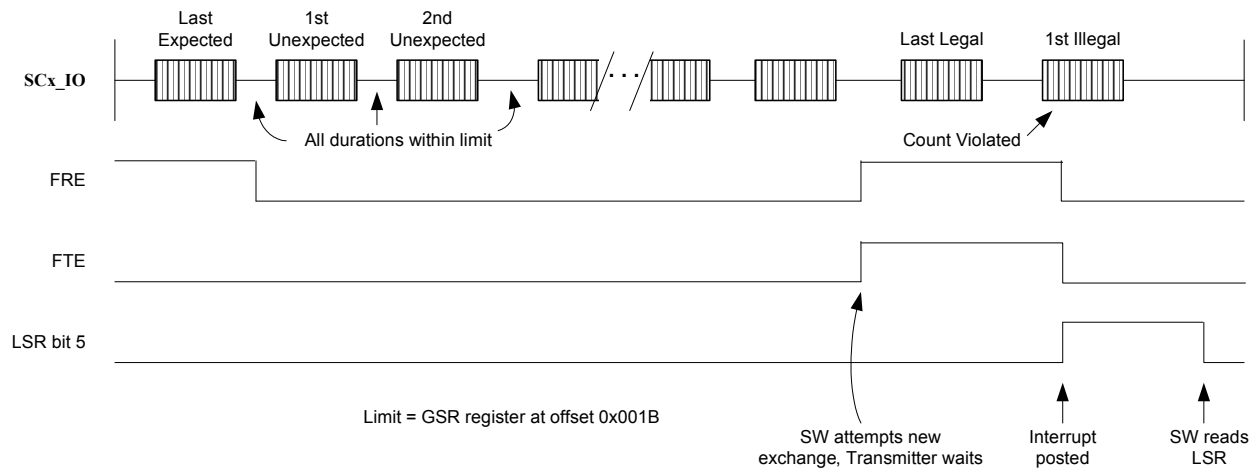 Last
Expected
1st
Unexpected
2nd
Unexpected
Last Legal
1st Illegal
SCx_IO
. . .
All durations within limit
Count Violated
FRE
FTE
LSR bit 5
Limit = GSR register at offset 0x001B
SW attempts new
exchange, Transmitter waits
Interrupt
posted
SW reads
LSR